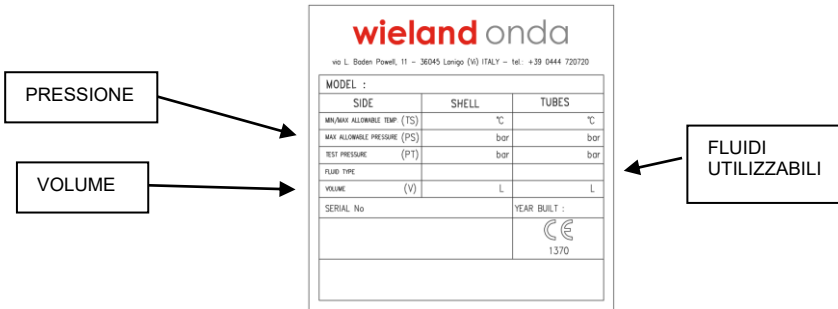 wieland onda
via L. Baden Powell, 11 – 36045 Lonigo (Vi) ITALY – tel.: +39 0444 720720
MODEL :
SIDE SHELL TUBES
MIN/MAX ALLOWABLE TEMP (TS) °C °C
MAX ALLOWABLE PRESSURE (PS) bar bar
TEST PRESSURE (PT) bar bar
FLUID TYPE
VOLUME (V) L L
SERIAL No YEAR BUILT :
CE
1370
PRESSIONE
VOLUME
FLUIDI
UTILIZZABILI